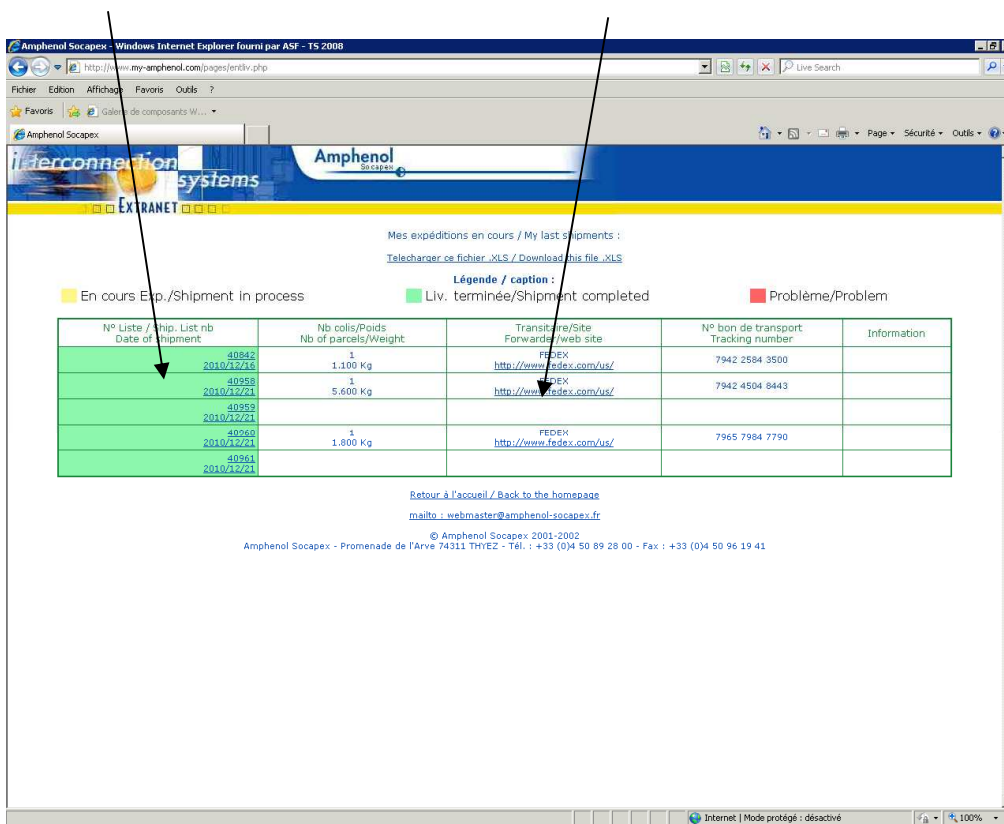 Amphenol Socapex - Windows Internet Explorer fourni par ASF - TS 2008
http://www.my-amphenol.com/pages/entliv.php
Live Search
Fichier Edition Affichage Favoris Outils ?
Favoris Galerie de composants W...
Amphenol Socapex
Page Sécurité Outils
interconnection
systems
Amphenol
Socapex
EXTRANET
Mes expéditions en cours / My last shipments :
Telecharger ce fichier .XLS / Download this file .XLS
Légende / caption :
En cours Exp./Shipment in process Liv. terminée/Shipment completed Problème/Problem
Nº Liste / Ship. List nb Nb colis/Poids Transitaire/Site Nº bon de transport Information
Date of shipment Nb of parcels/Weight Forwarder/web site Tracking number
40842 1 FEDEX 7942 2584 3500
2010/12/16 1.100 Kg http://www.fedex.com/us/
40958 1 FEDEX 7942 4504 8443
2010/12/21 5.600 Kg http://www.fedex.com/us/
40959
2010/12/21
40960 1 FEDEX 7965 7984 7790
2010/12/21 1.800 Kg http://www.fedex.com/us/
40961
2010/12/21
Retour à l'accueil / Back to the homepage
mailto : webmaster@amphenol-socapex.fr
© Amphenol Socapex 2001-2002
Amphenol Socapex - Promenade de l'Arve 74311 THYEZ - Tél. : +33 (0)4 50 89 28 00 - Fax : +33 (0)4 50 96 19 41
Internet | Mode protégé : désactivé 100%